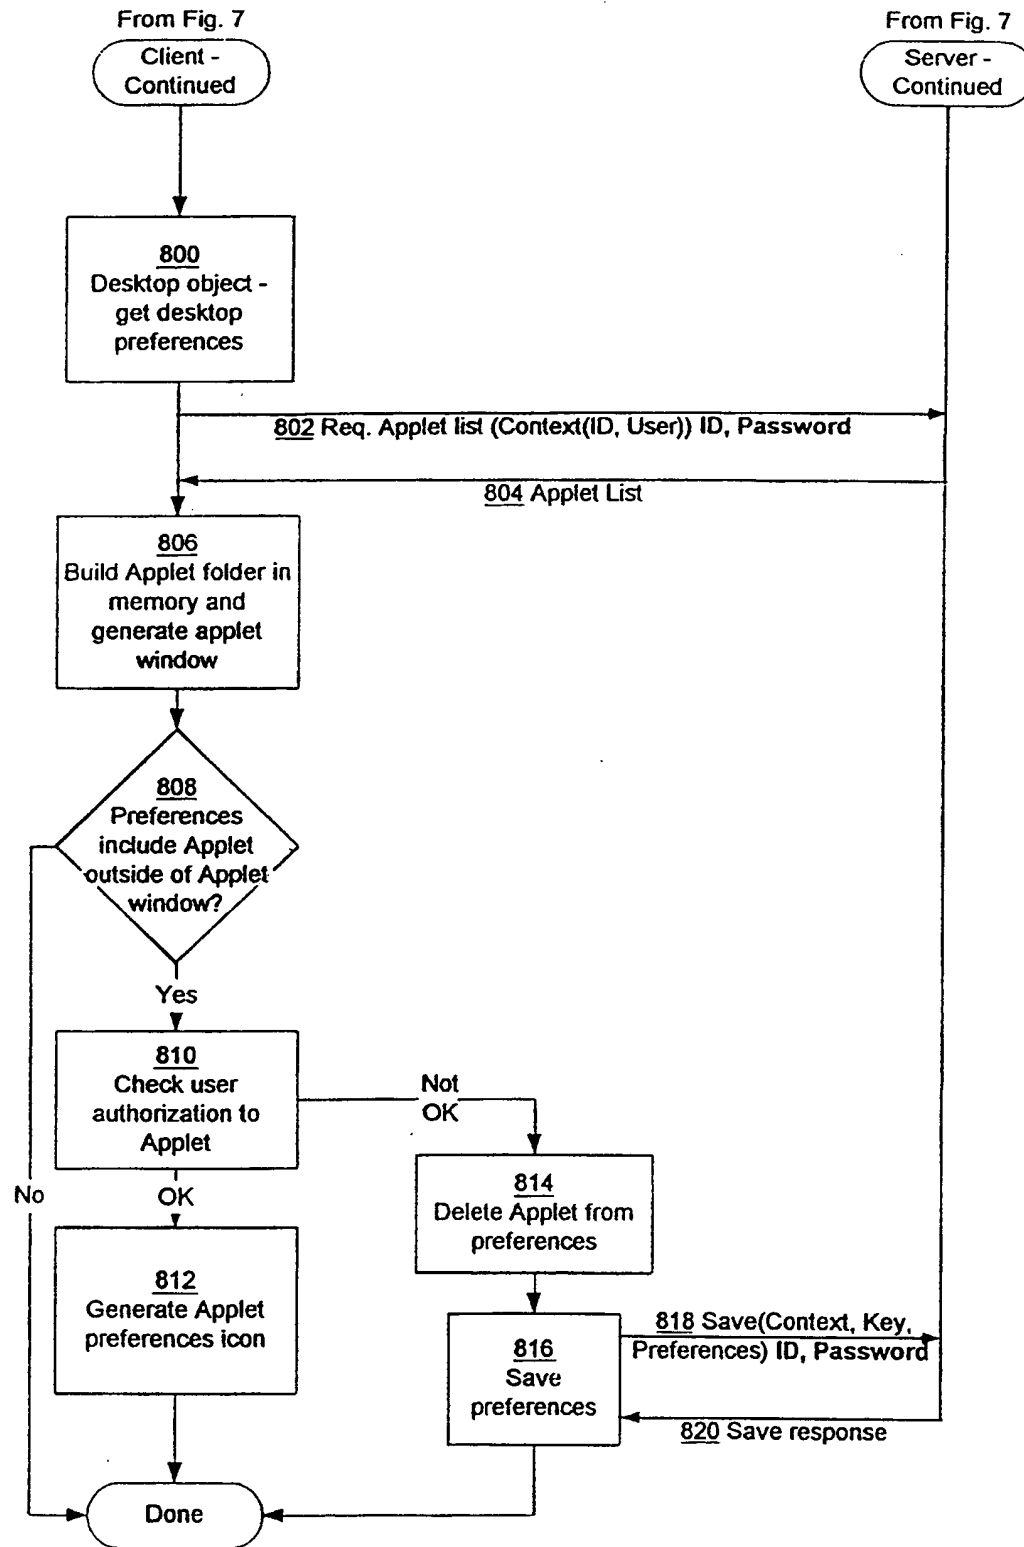 From Fig. 7
Client -
Continued
From Fig. 7
Server -
Continued
800
Desktop object -
get desktop
preferences
802 Req. Applet list (Context(ID, User)) ID, Password
804 Applet List
806
Build Applet folder in
memory and
generate applet
window
808
Preferences
include Applet
outside of Applet
window?
Yes
810
Check user
authorization to
Applet
Not
OK
No
OK
814
Delete Applet from
preferences
812
Generate Applet
preferences icon
816
Save
preferences
818 Save(Context, Key,
Preferences) ID, Password
820 Save response
Done